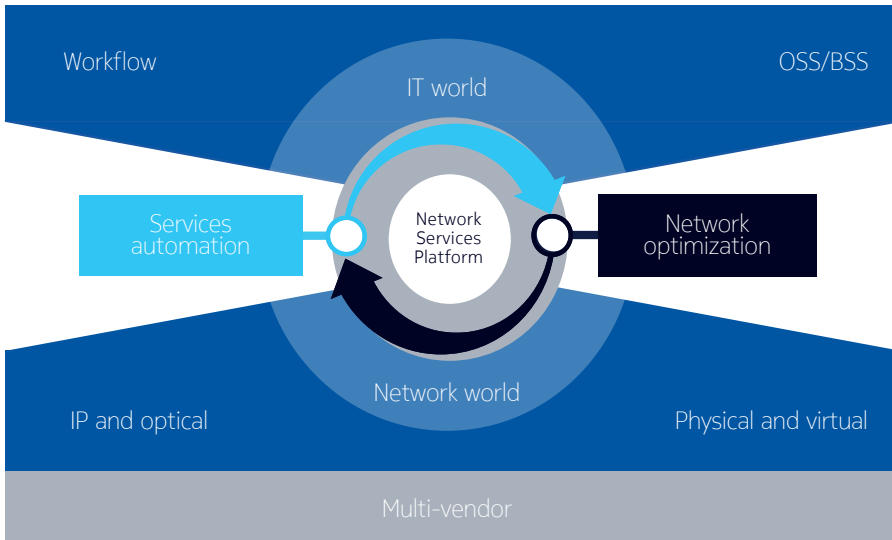 Workflow
OSS/BSS
IT world
Services
automation
Network
Services
Platform
Network
optimization
Network world
IP and optical
Physical and virtual
Multi-vendor